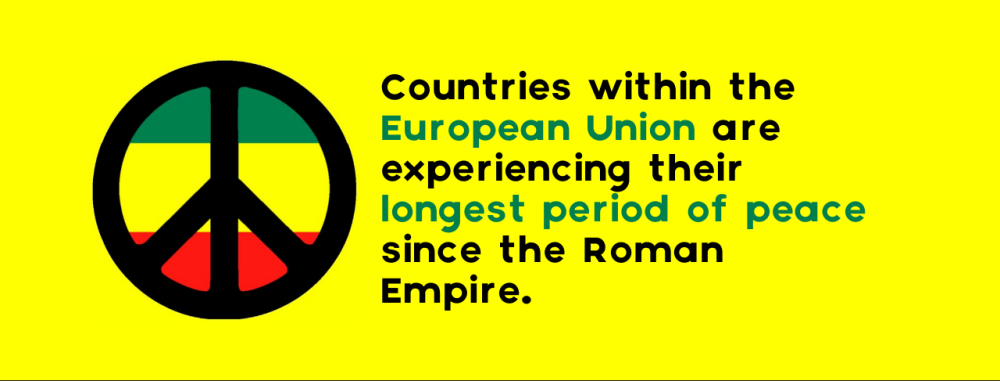 Countries within the
European Union are
experiencing their
longest period of peace
since the Roman
Empire.